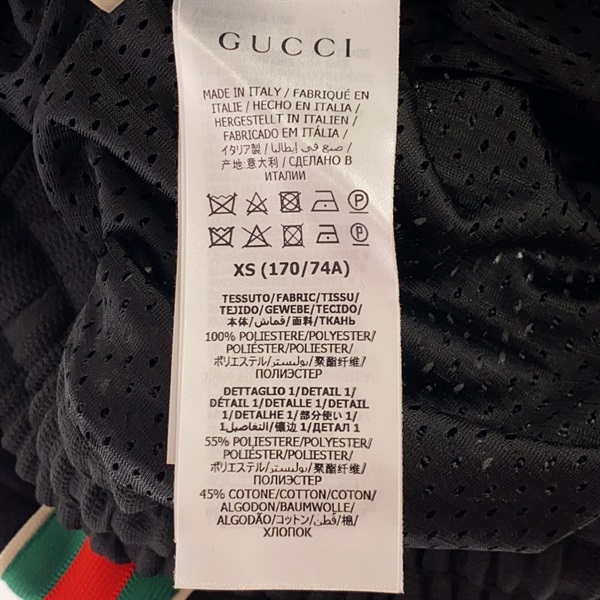 GUCCI
MADE IN ITALY / FABRIQUÉ EN
ITALIE / HECHO EN ITALIA /
HERGESTELLT IN ITALIEN /
FABRICADO EM ITÁLIA /
イタリア製 / صنع في إيطاليا /
产地:意大利 / СДЕЛАНО В
ИТАЛИИ
P
P
XS (170/74A)
TESSUTO/FABRIC/TISSU/
TEJIDO/GEWEBE/TECIDO/
本体/قماش/面料/ТКАНЬ
100% POLIESTERE/POLYESTER/
POLIÉSTER/POLYESTER/
ポリエステル/بوليستر/聚酯纤维/
ПОЛИЭСТЕР
DETTAGLIO 1/DETAIL 1/
DÉTAIL 1/DETALLE 1/DETAIL
1/DETALHE 1/部分使い 1/
التفاصيل1/镶边 1/ДЕТАЛ 1
55% POLIESTERE/POLYESTER/
POLIÉSTER/POLYESTER/
ポリエステル/بوليستر/聚酯纤维/
ПОЛИЭСТЕР
45% COTONE/COTTON/COTON/
ALGODON/BAUMWOLLE/
ALGODÃO/コットン/قطن/棉/
ХЛОПОК